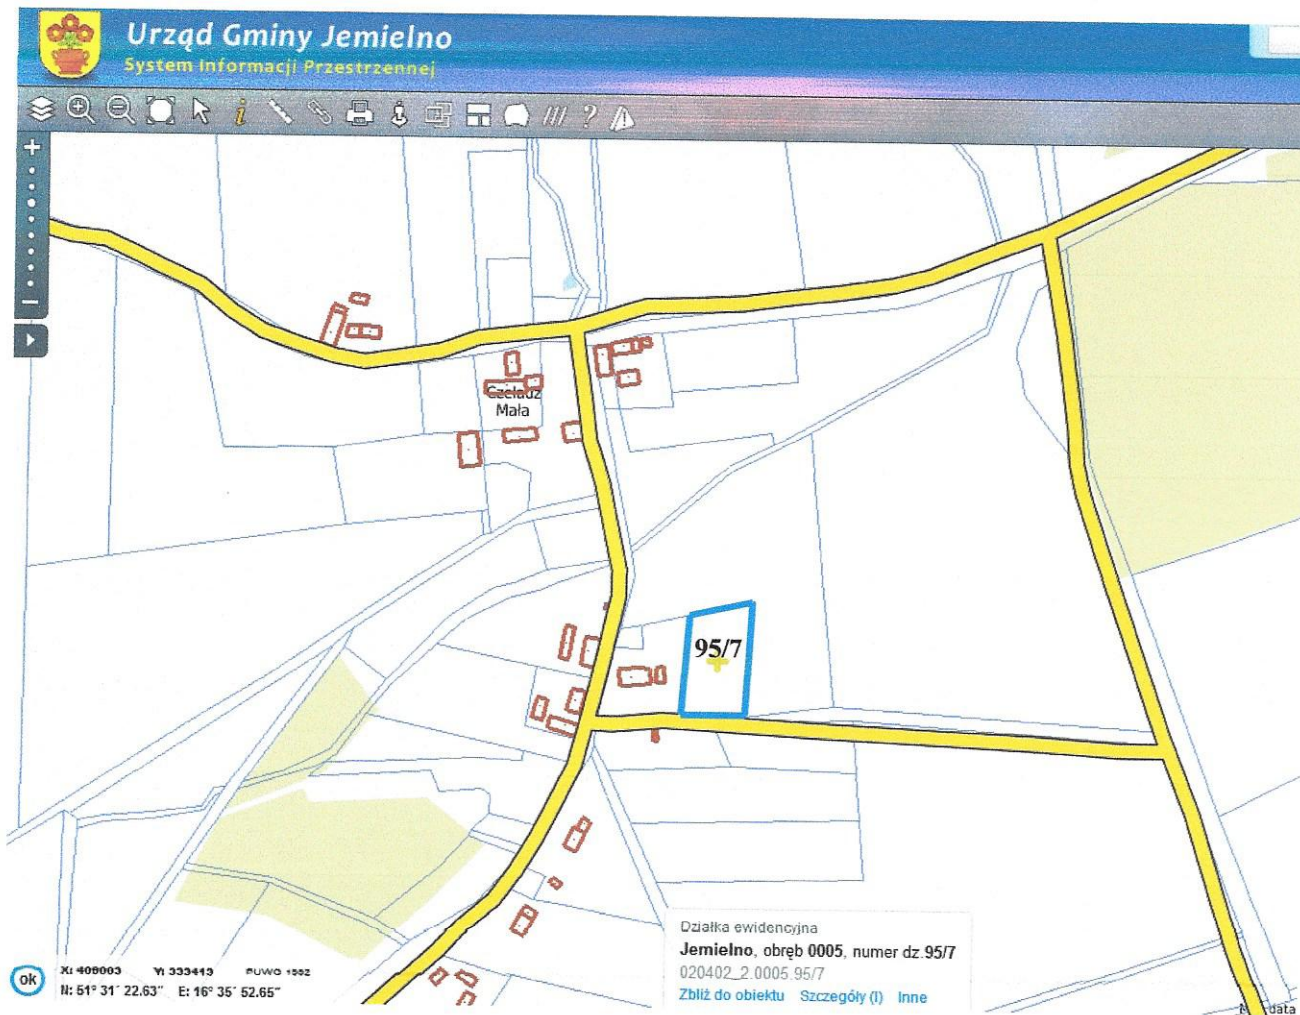 Urząd Gminy Jemielno
System Informacji Przestrzennej
Czeladź
Mała
95/7
Działka ewidencyjna
Jemielno, obręb 0005, numer dz.95/7
020402_2.0005.95/7
Zbliż do obiektu Szczegóły (I) Inne
ok
X: 409003 Y: 333413 PUWG 1992
N: 51° 31' 22.63" E: 16° 35' 52.65"
data